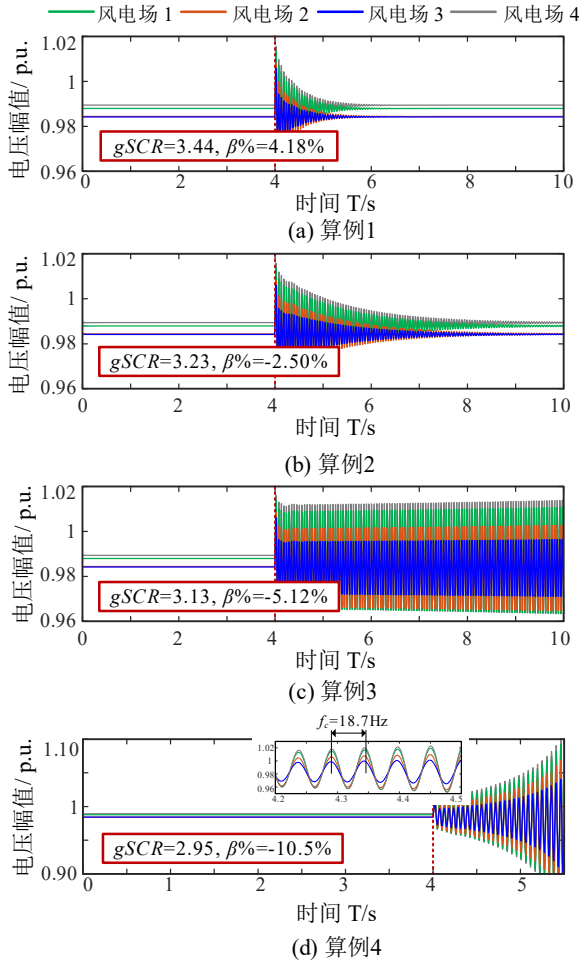 风电场 1 风电场 2 风电场 3 风电场 4
电压幅值/ p.u.
1.02
1
0.98
0.96
gSCR=3.44, β%=4.18%
0 2 4 6 8 10
时间 T/s
(a) 算例1
电压幅值/ p.u.
1.02
1
0.98
0.96
gSCR=3.23, β%=-2.50%
0 2 4 6 8 10
时间 T/s
(b) 算例2
电压幅值/ p.u.
1.02
1
0.98
0.96
gSCR=3.13, β%=-5.12%
0 2 4 6 8 10
时间 T/s
(c) 算例3
电压幅值/ p.u.
fc=18.7Hz
1.02
1.00
0.98
0.96
4.2 4.3 4.4 4.5
1.10
1
0.90
gSCR=2.95, β%=-10.5%
0 1 2 3 4 5
时间 T/s
(d) 算例4